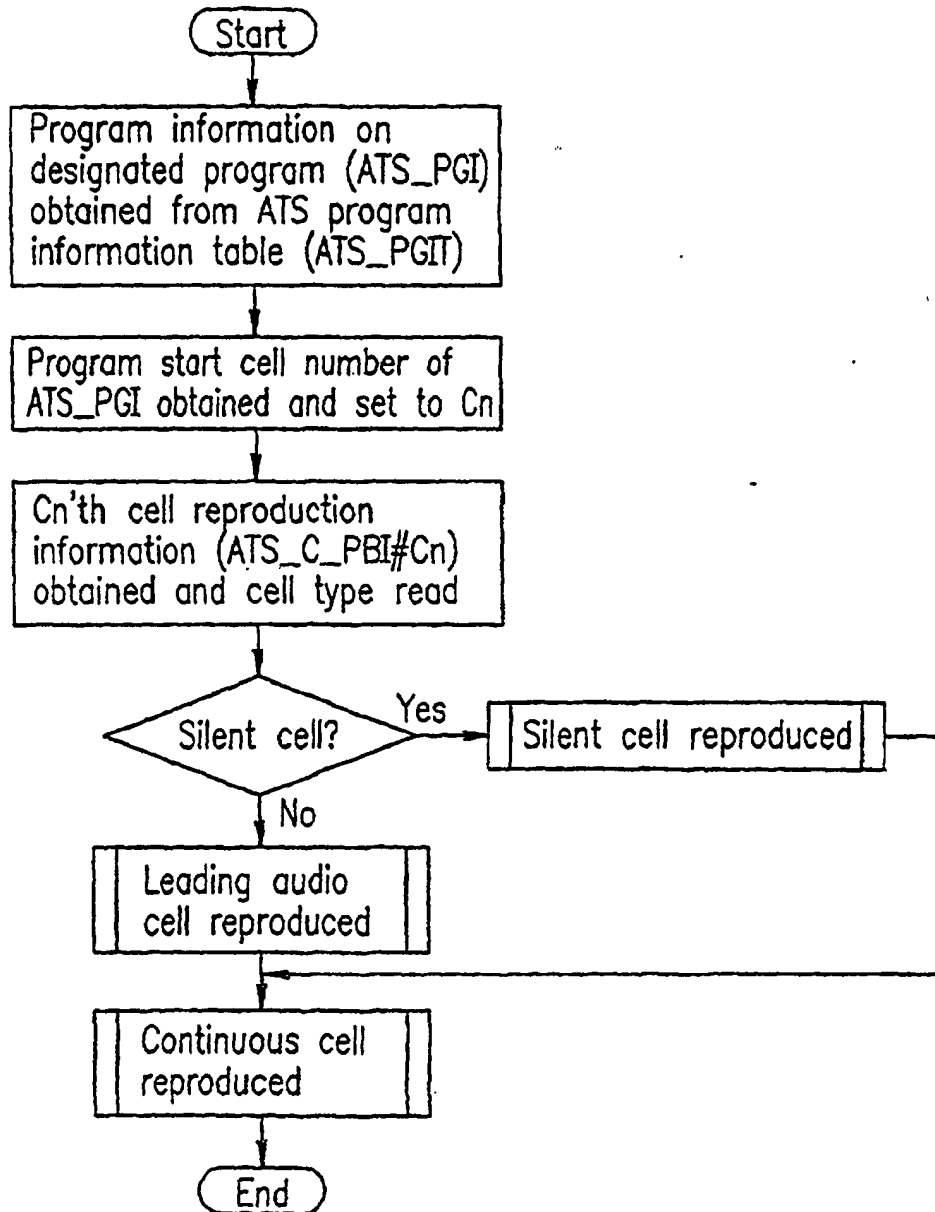 Start
Program information on
designated program (ATS_PGI)
obtained from ATS program
information table (ATS_PGIT)
Program start cell number of
ATS_PGI obtained and set to Cn
Cn'th cell reproduction
information (ATS_C_PBI#Cn)
obtained and cell type read
Silent cell?
Yes
Silent cell reproduced
No
Leading audio
cell reproduced
Continuous cell
reproduced
End